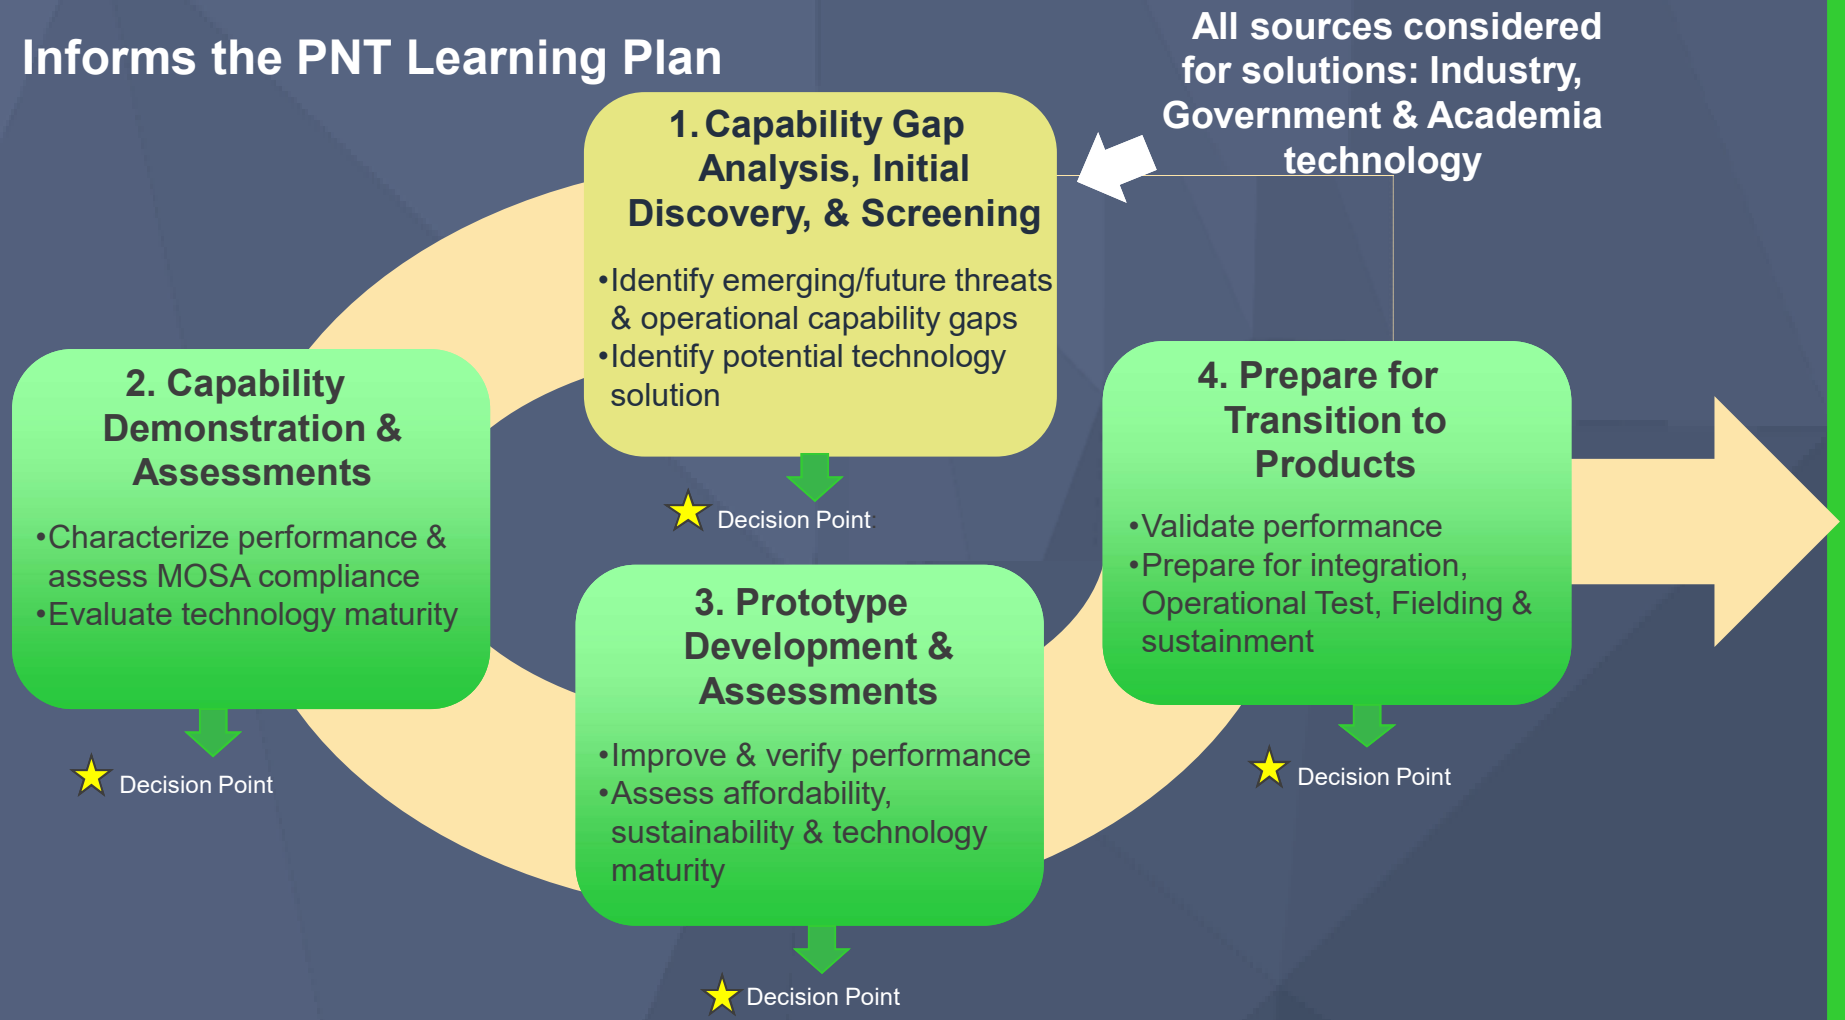 Informs the PNT Learning Plan
All sources considered
for solutions: Industry,
Government & Academia
technology
1. Capability Gap
Analysis, Initial
Discovery, & Screening
•Identify emerging/future threats
& operational capability gaps
•Identify potential technology
solution
Decision Point:
2. Capability
Demonstration &
Assessments
•Characterize performance &
assess MOSA compliance
•Evaluate technology maturity
Decision Point
3. Prototype
Development &
Assessments
•Improve & verify performance
•Assess affordability,
sustainability & technology
maturity
Decision Point
4. Prepare for
Transition to
Products
•Validate performance
•Prepare for integration,
Operational Test, Fielding &
sustainment
Decision Point